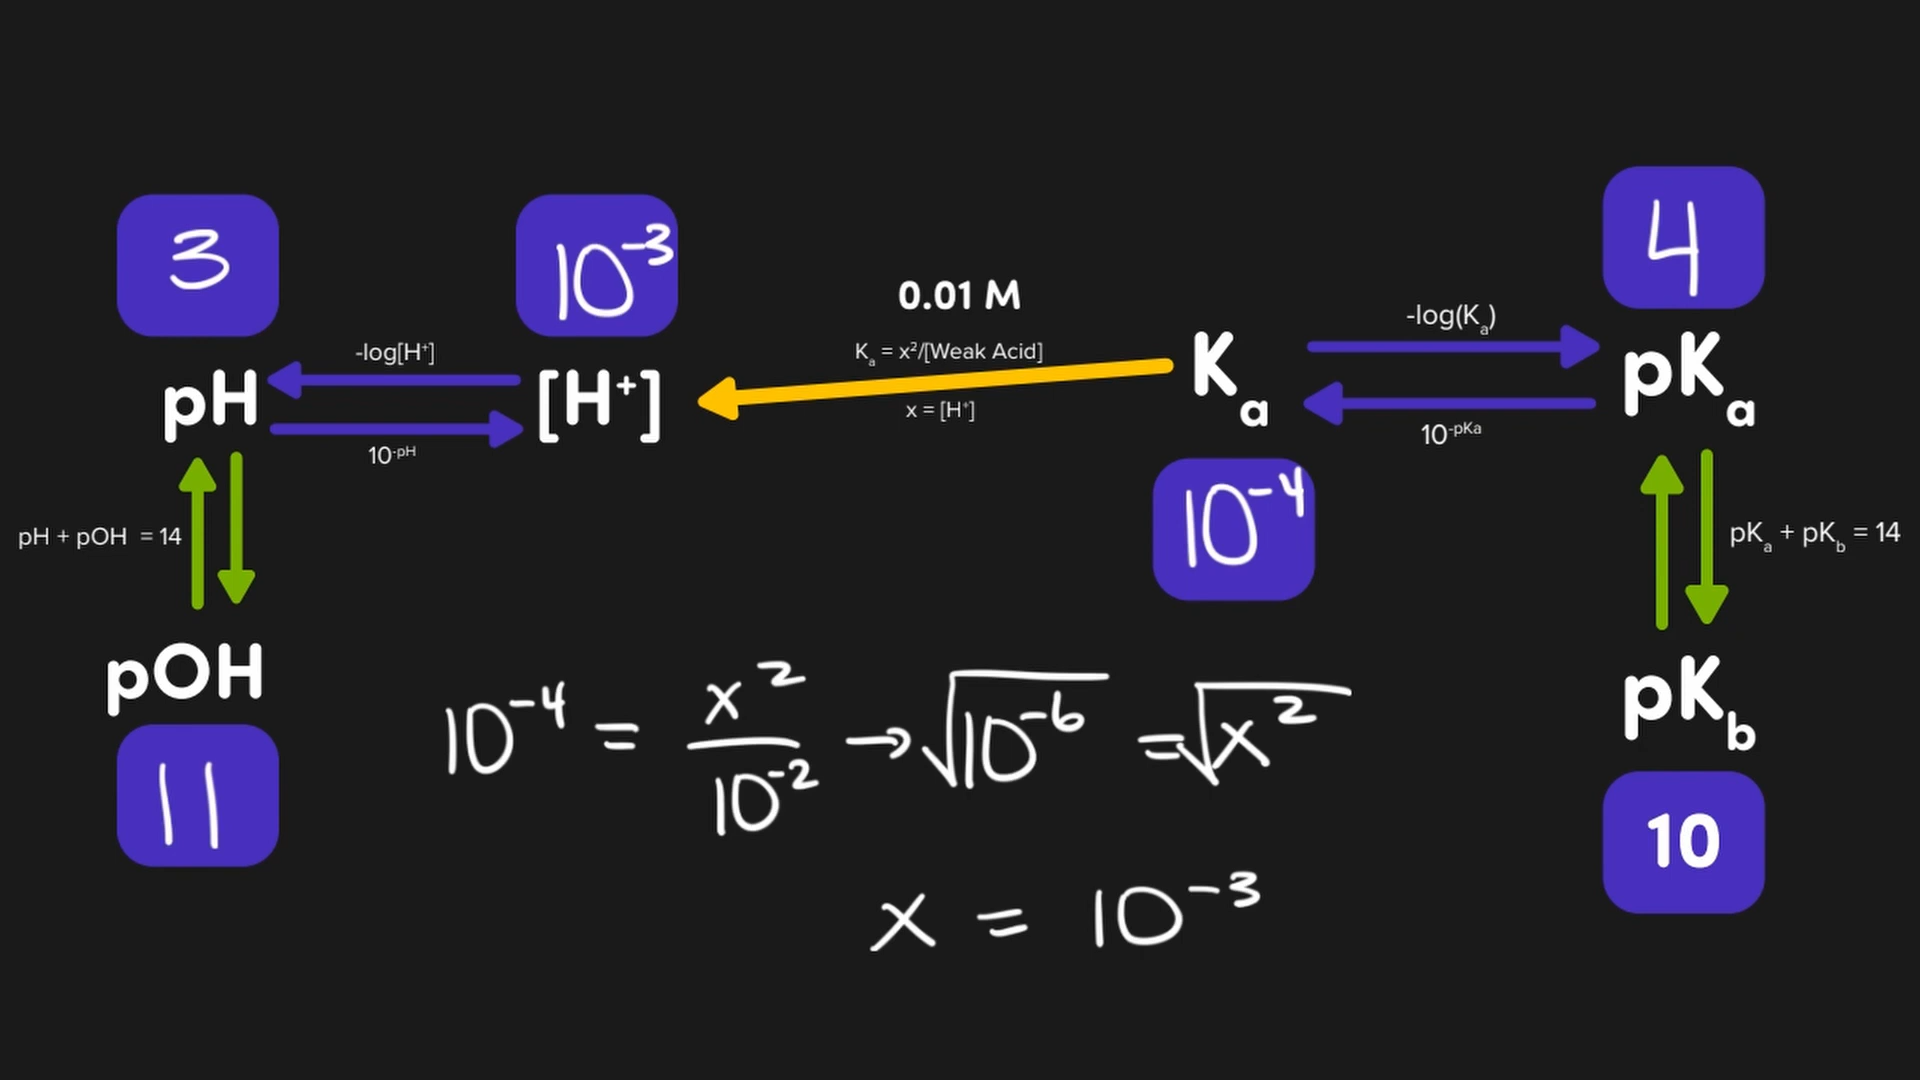 3
10⁻³
4
0.01 M
-log[H⁺]
Kₐ = x²/[Weak Acid]
-log(Kₐ)
pH
[H⁺]
x = [H⁺]
Kₐ
pKₐ
10⁻ᵖᴴ
10⁻ᵖᴷᵃ
10⁻⁴
pH + pOH = 14
pKₐ + pK_b = 14
pOH
pK_b
10⁻⁴ = x²/10⁻² → √10⁻⁶ = √x²
11
10
x = 10⁻³